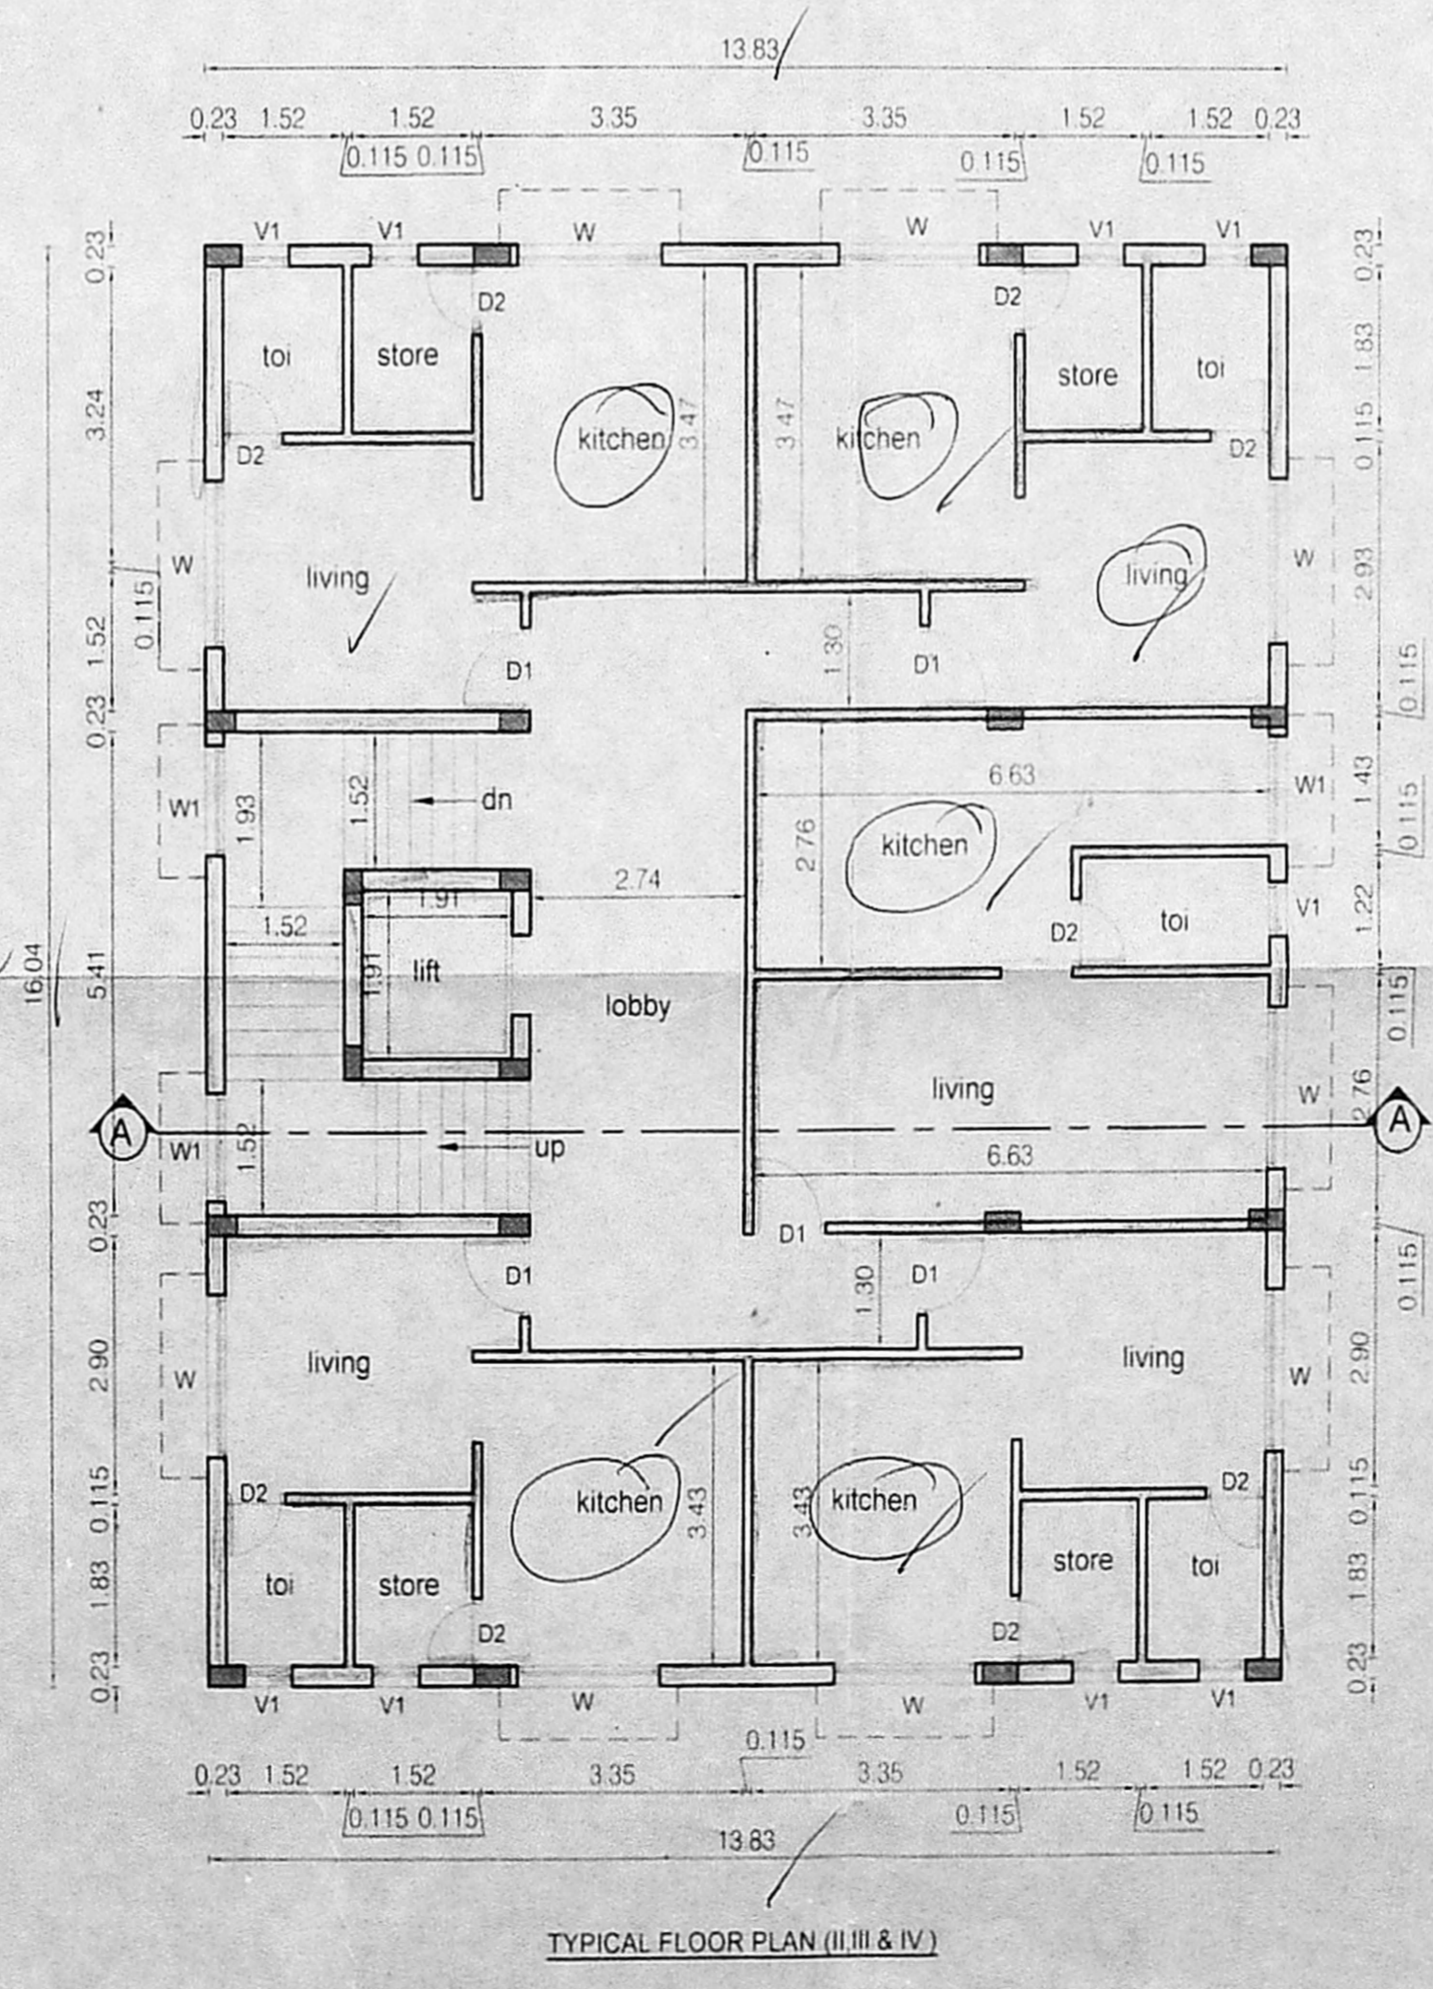 13.83
0.23 1.52 1.52 3.35 3.35 1.52 1.52 0.23
0.115 0.115 0.115 0.115 0.115
V1 V1 W W V1 V1
0.23 0.23
D2 D2
toi store store toi
1.83
3.24 kitchen 3.47 3.47 kitchen
0.115
D2 D2
W living living W
2.93
0.115
1.52 1.30
D1 D1
0.115
0.23
6.63
W1 1.93 1.52 dn W1 1.43
2.76 kitchen 0.115
2.74
1.91
1.52 D2 toi V1 1.22
16.04 5.41 1.91 lift
lobby 0.115
living W 2.76
A A
W1 1.52 up 6.63
0.23 D1
D1 1.30 D1 0.115
living living
W 2.90 W 2.90
D2 D2
0.115 kitchen 3.43 3.43 kitchen 0.115
toi store store toi
1.83 1.83
D2 D2
0.23 0.23
V1 V1 W W V1 V1
0.115
0.23 1.52 1.52 3.35 3.35 1.52 1.52 0.23
0.115 0.115 0.115 0.115
13.83
TYPICAL FLOOR PLAN (II,III & IV)